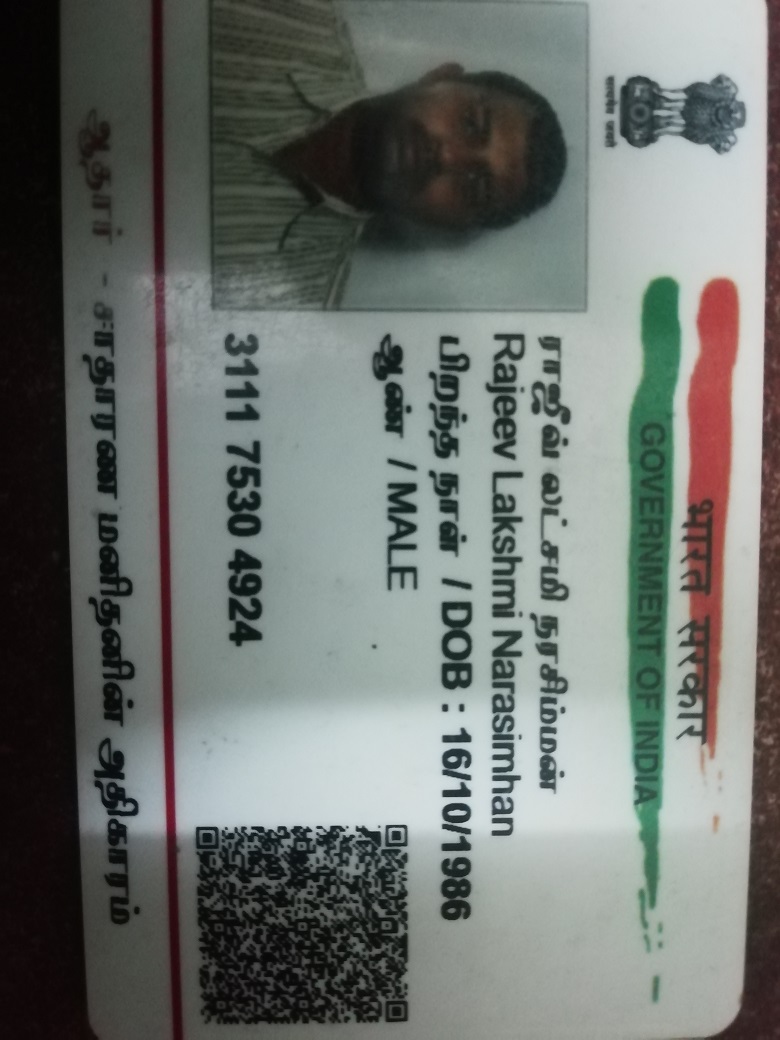 सत्यमेव जयते
भारत सरकार
GOVERNMENT OF INDIA
ராஜீவ் லட்சுமி நரசிம்மன்
Rajeev Lakshmi Narasimhan
பிறந்த நாள் / DOB : 16/10/1986
ஆண் / MALE
3111 7530 4924
ஆதார் - சாதாரண மனிதனின் அதிகாரம்